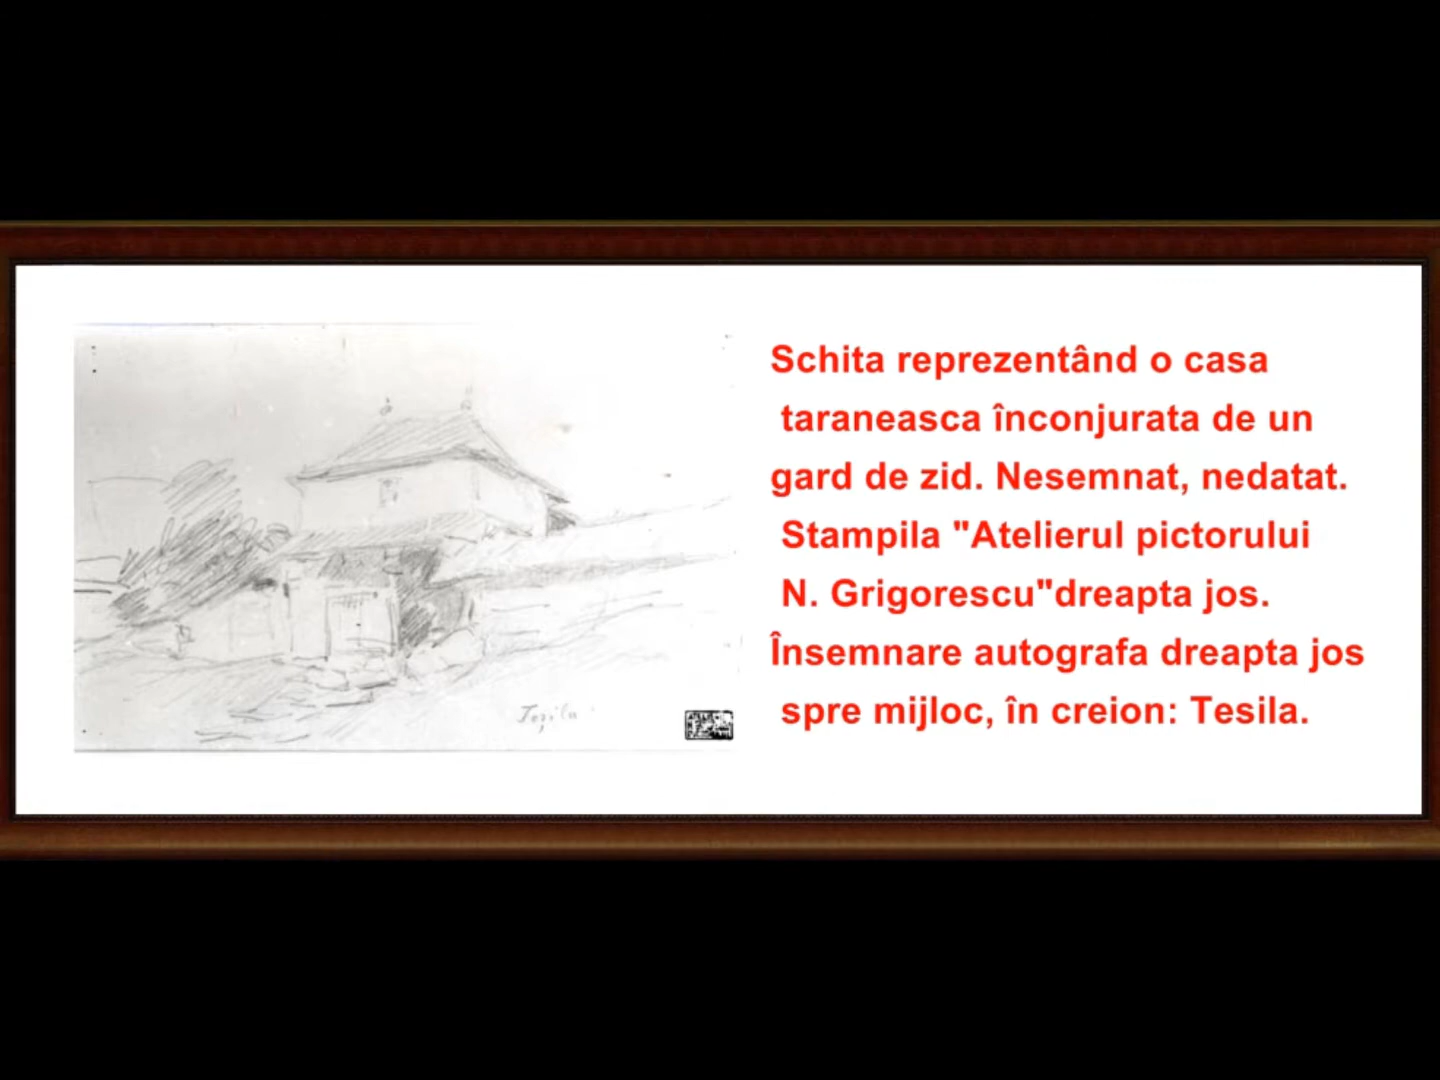 Schita reprezentând o casa
taraneasca înconjurata de un
gard de zid. Nesemnat, nedatat.
Stampila "Atelierul pictorului
N. Grigorescu"dreapta jos.
Însemnare autografa dreapta jos
spre mijloc, în creion: Tesila.